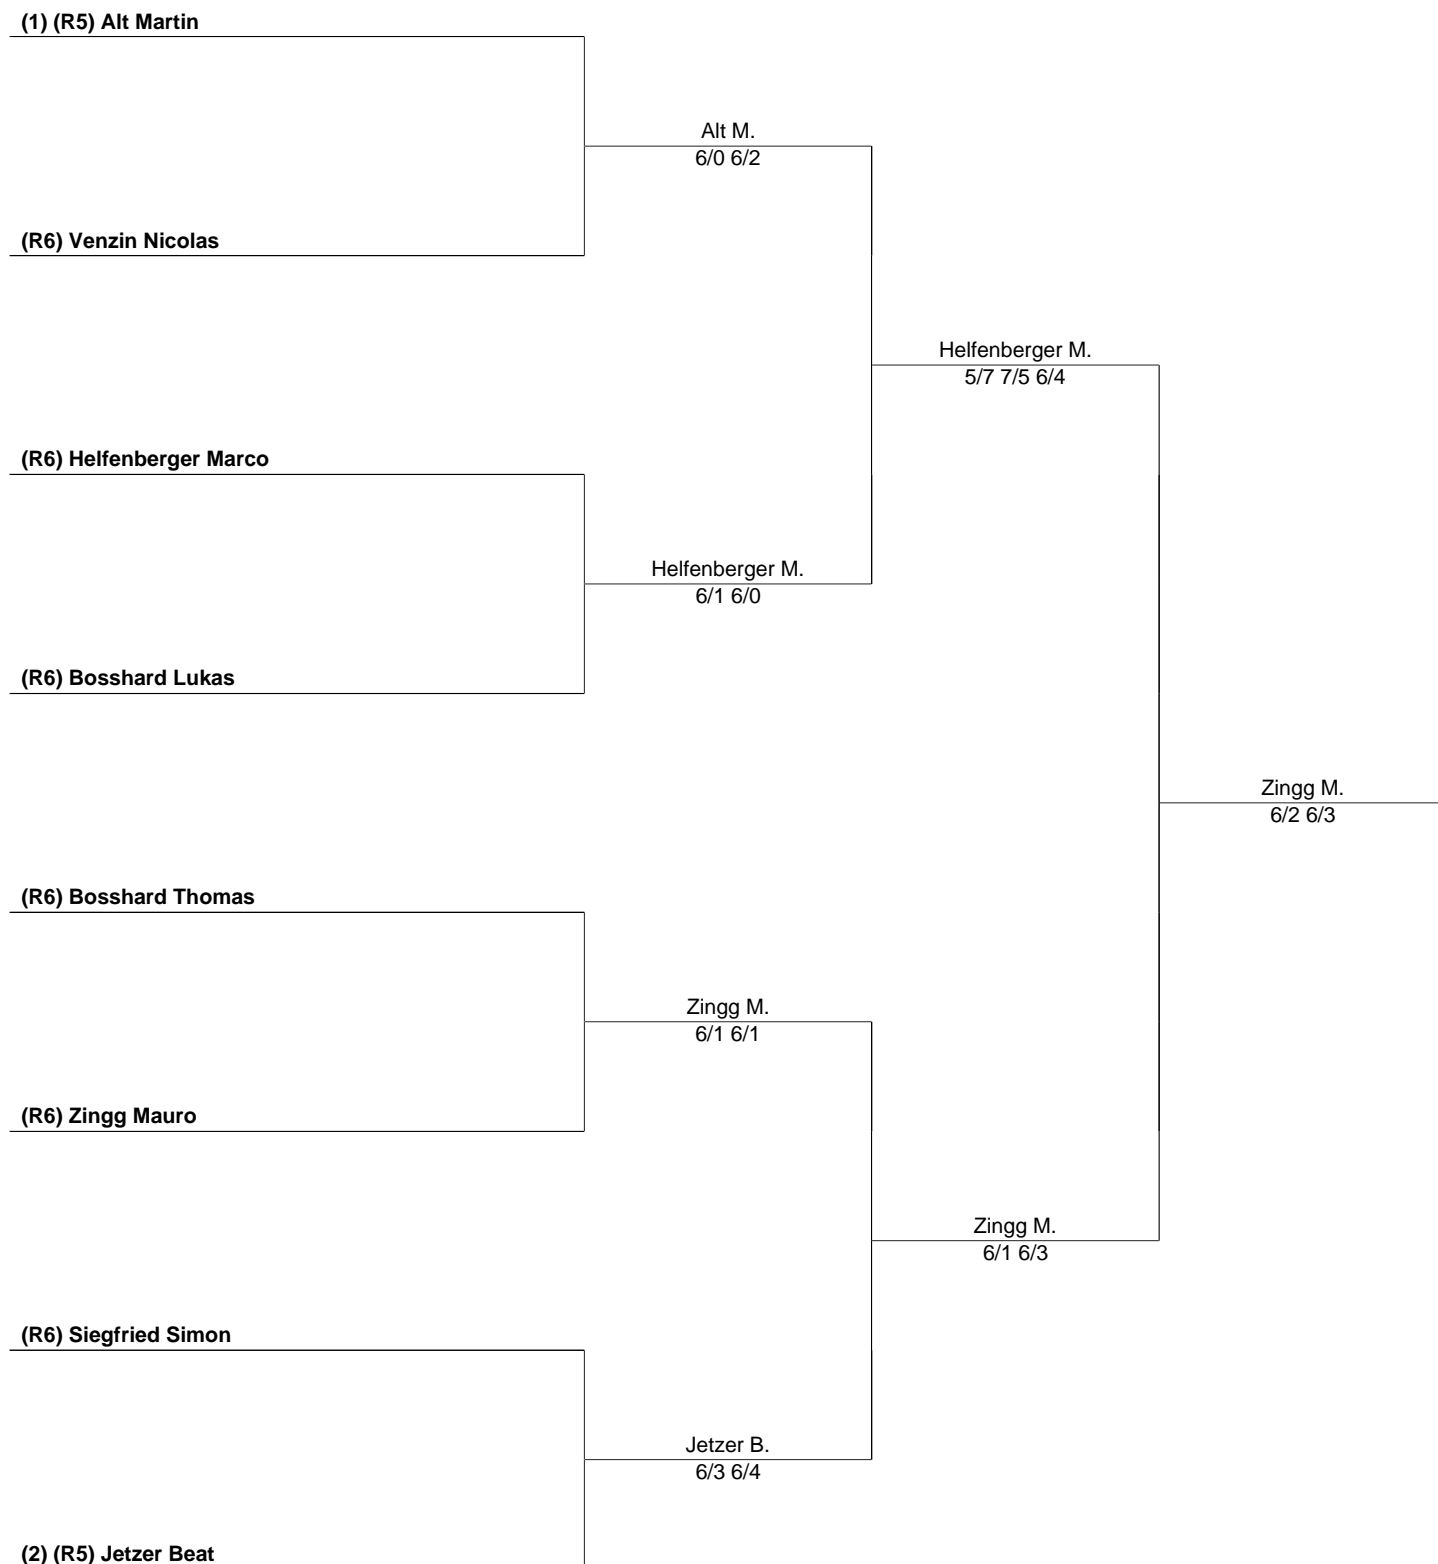 (1) (R5) Alt Martin
Alt M.
6/0 6/2
(R6) Venzin Nicolas
Helfenberger M.
5/7 7/5 6/4
(R6) Helfenberger Marco
Helfenberger M.
6/1 6/0
(R6) Bosshard Lukas
Zingg M.
6/2 6/3
(R6) Bosshard Thomas
Zingg M.
6/1 6/1
(R6) Zingg Mauro
Zingg M.
6/1 6/3
(R6) Siegfried Simon
Jetzer B.
6/3 6/4
(2) (R5) Jetzer Beat